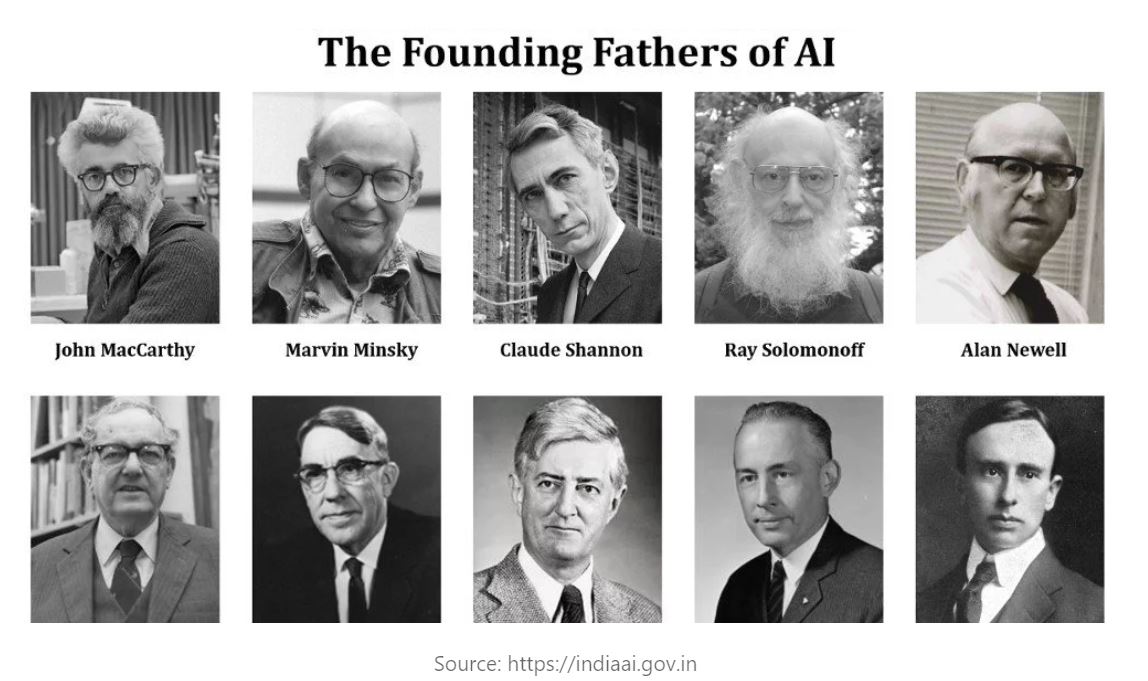 The Founding Fathers of AI
John MacCarthy
Marvin Minsky
Claude Shannon
Ray Solomonoff
Alan Newell
Source: https://indiaai.gov.in